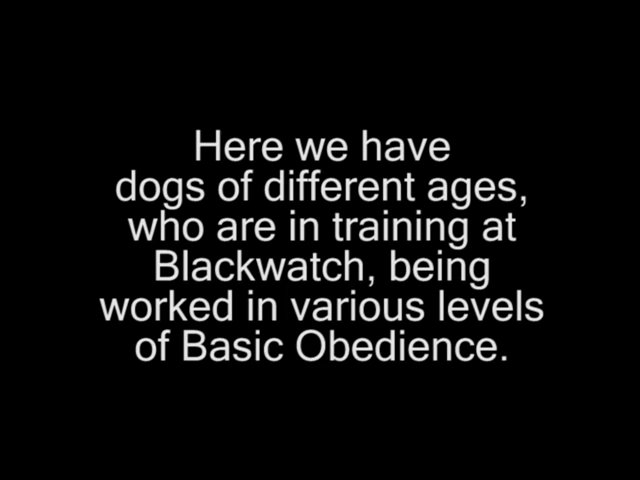 Here we have
dogs of different ages,
who are in training at
Blackwatch, being
worked in various levels
of Basic Obedience.